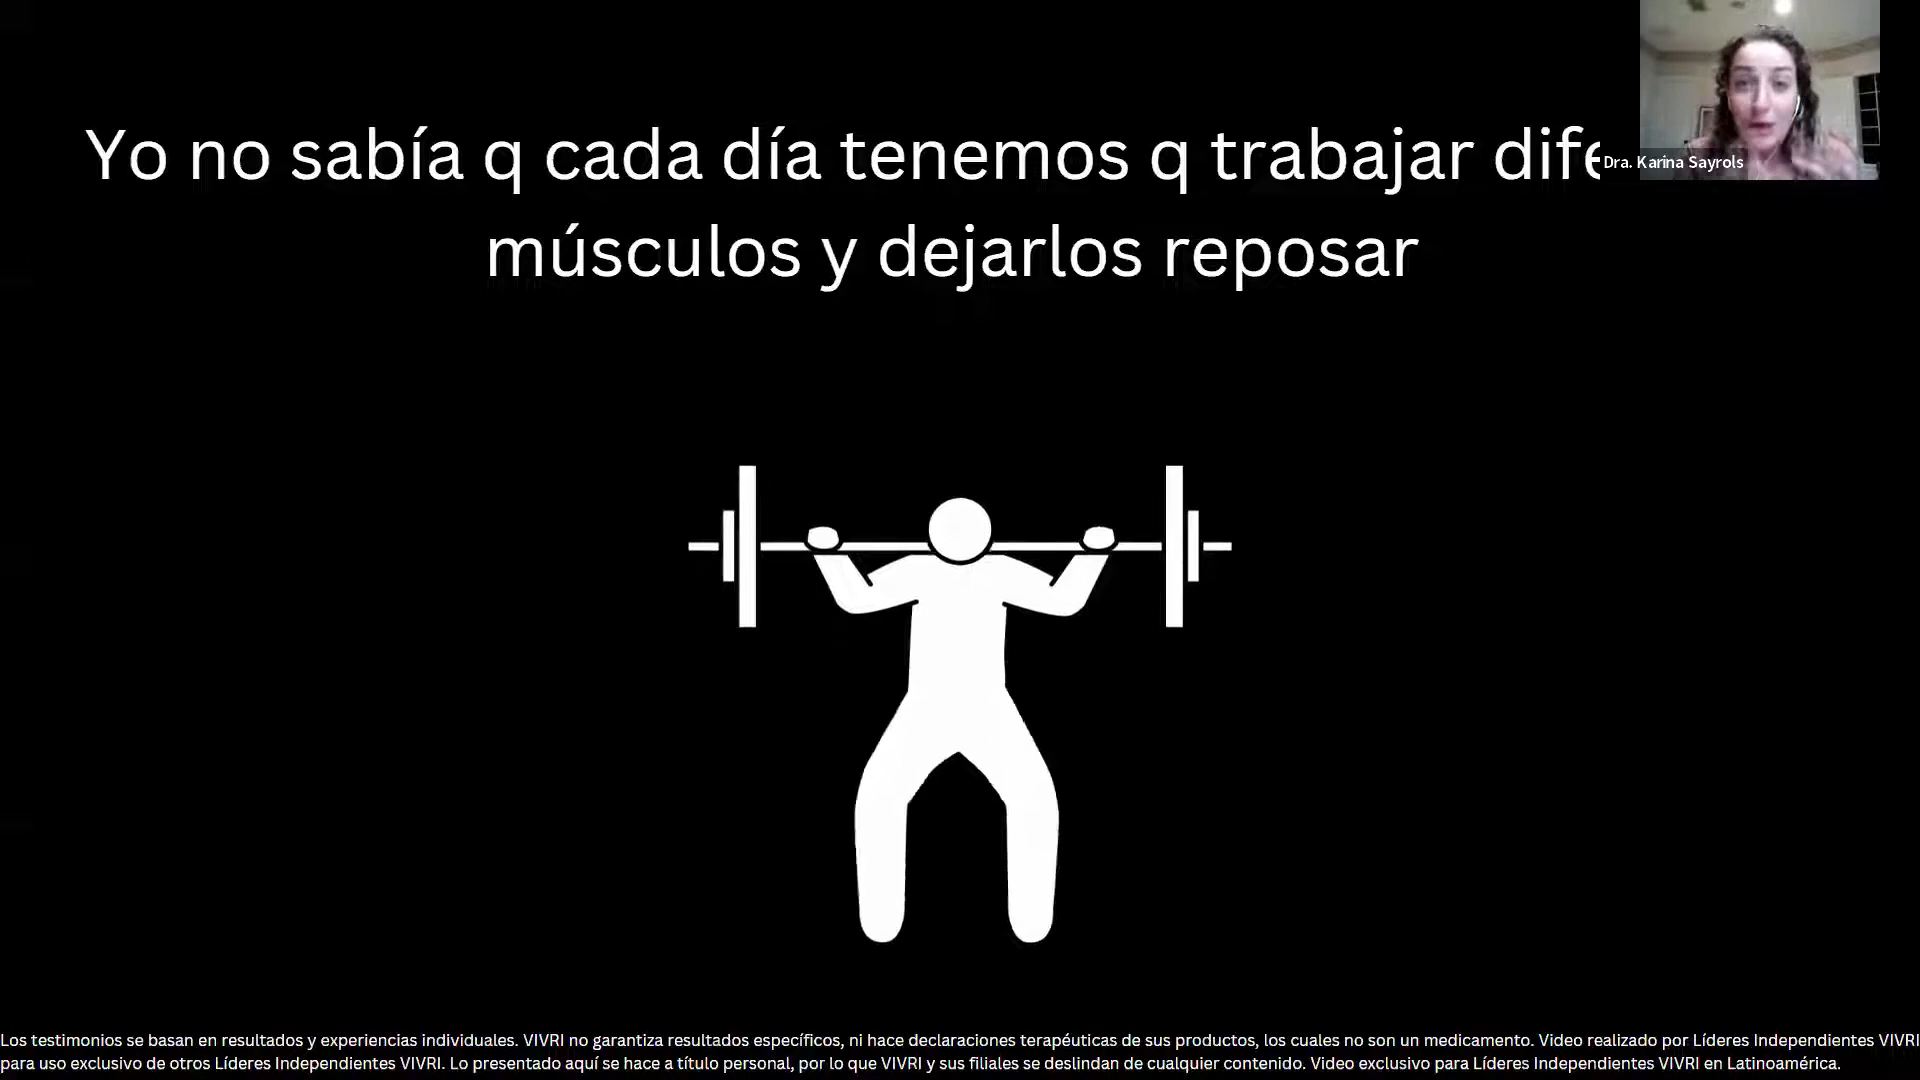 Yo no sabía q cada día tenemos q trabajar dife
Dra. Karina Sayrols
músculos y dejarlos reposar
Los testimonios se basan en resultados y experiencias individuales. VIVRI no garantiza resultados específicos, ni hace declaraciones terapéuticas de sus productos, los cuales no son un medicamento. Video realizado por Líderes Independientes VIVRI
para uso exclusivo de otros Líderes Independientes VIVRI. Lo presentado aquí se hace a título personal, por lo que VIVRI y sus filiales se deslindan de cualquier contenido. Video exclusivo para Líderes Independientes VIVRI en Latinoamérica.